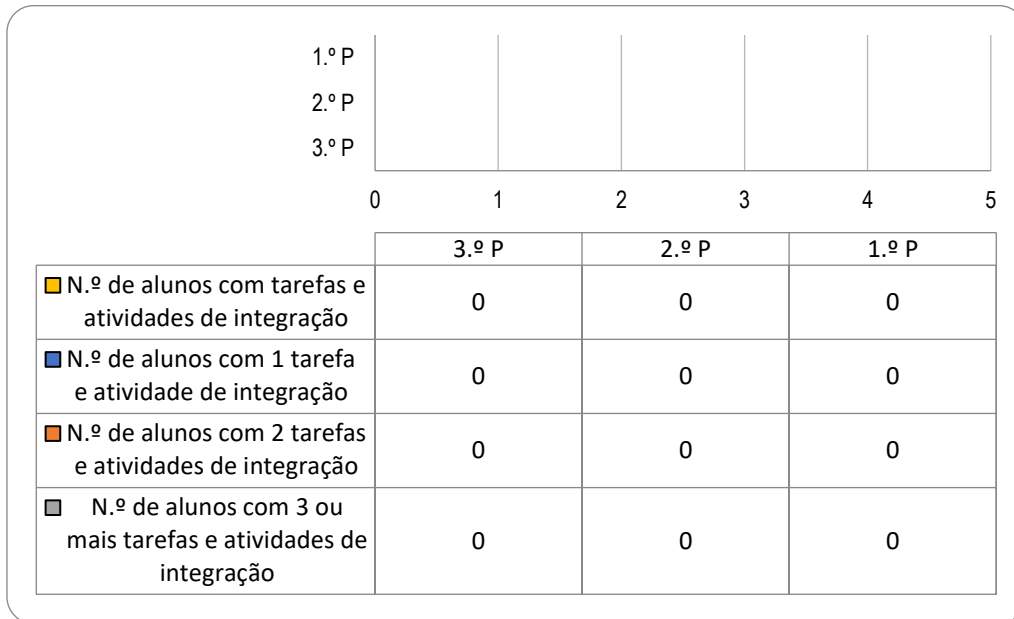 1.º P
2.º P
3.º P
0 1 2 3 4 5
3.º P 2.º P 1.º P
N.º de alunos com tarefas e
atividades de integração
0 0 0
N.º de alunos com 1 tarefa
e atividade de integração
0 0 0
N.º de alunos com 2 tarefas
e atividades de integração
0 0 0
N.º de alunos com 3 ou
mais tarefas e atividades de
integração
0 0 0